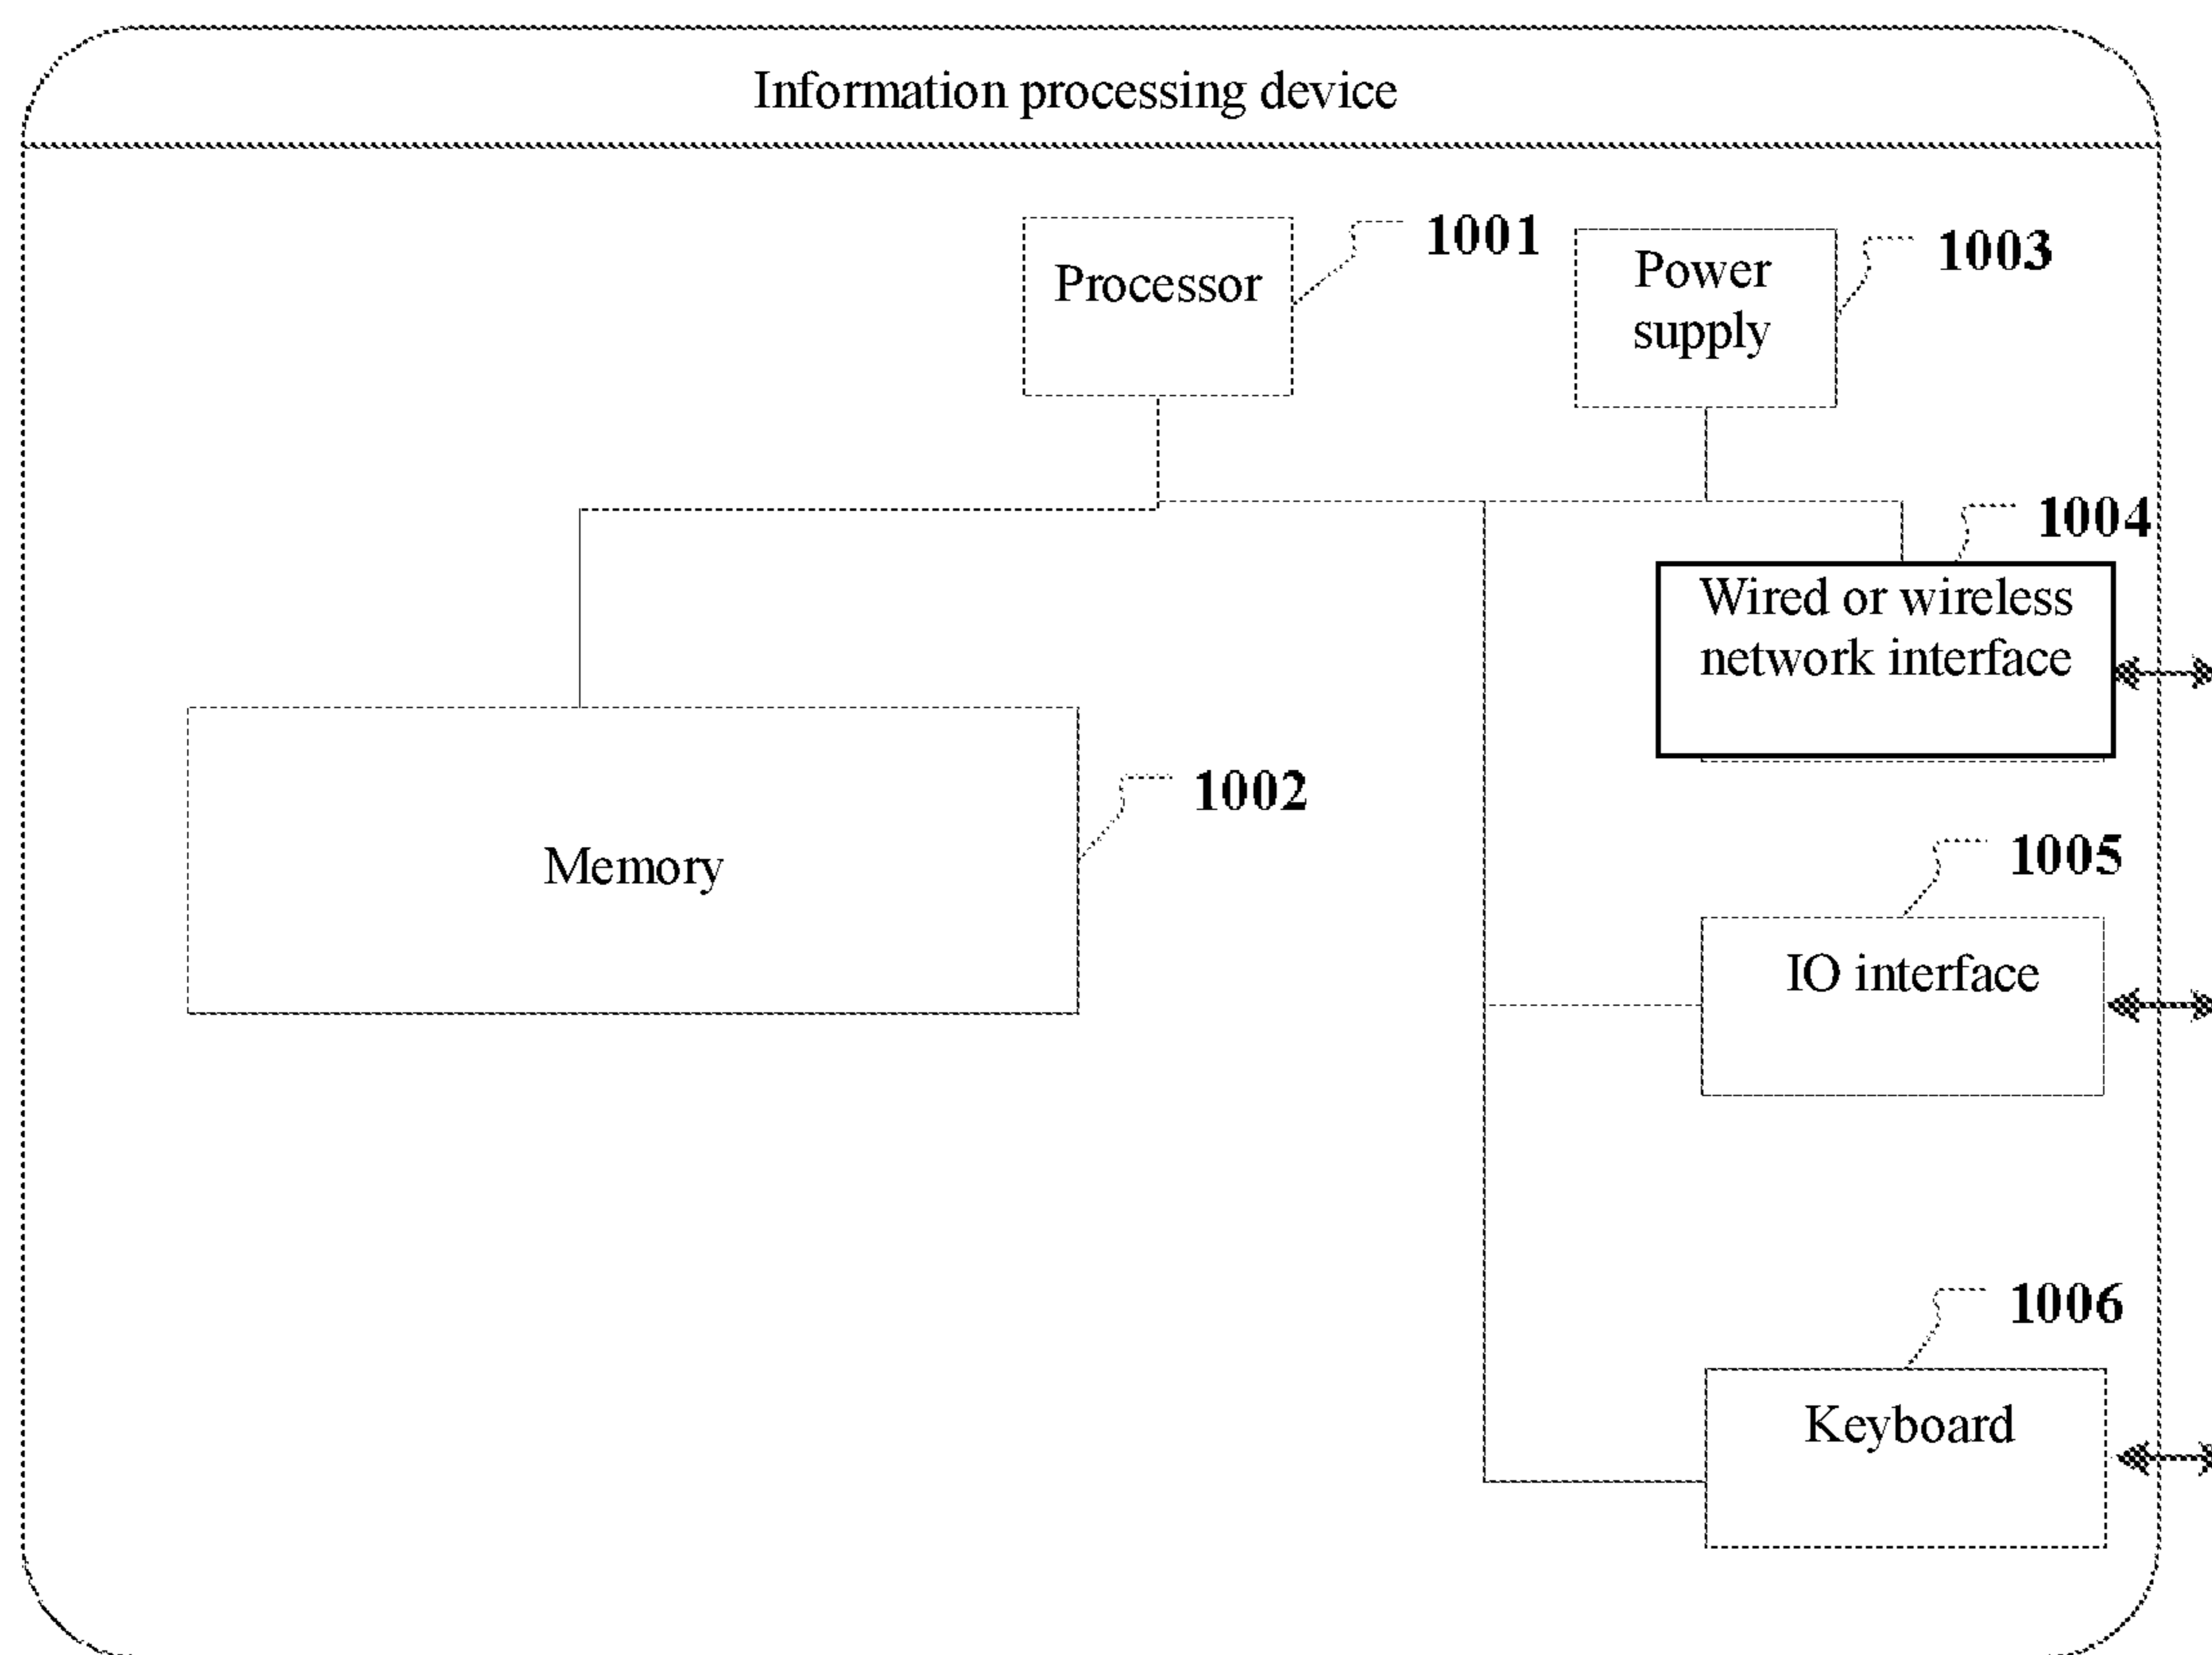 Information processing device
Processor
1001
Power
supply
1003
1004
Wired or wireless
network interface
1002
Memory
1005
IO interface
1006
Keyboard